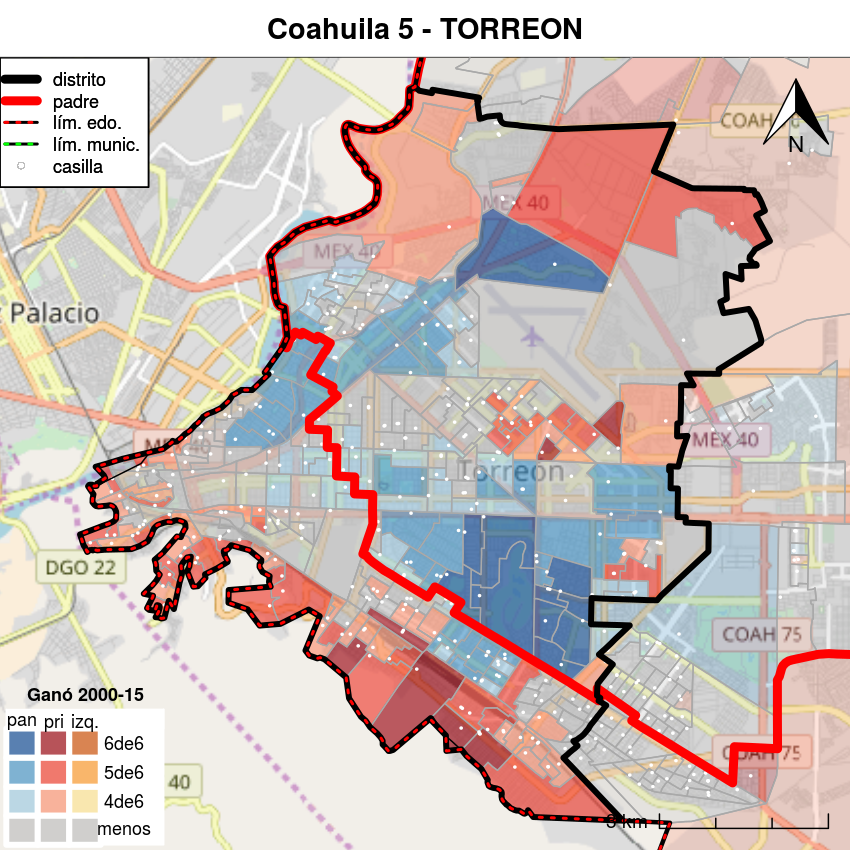 Coahuila 5 - TORREON
distrito
padre
lím. edo.
lím. munic.
casilla
COAH
N
MEX 40
MEX 40
Palacio
MEX 40
Torreon
DGO 22
COAH 75
COAH 75
40
Ganó 2000-15
pan pri izq.
6de6
5de6
4de6
menos
3 km